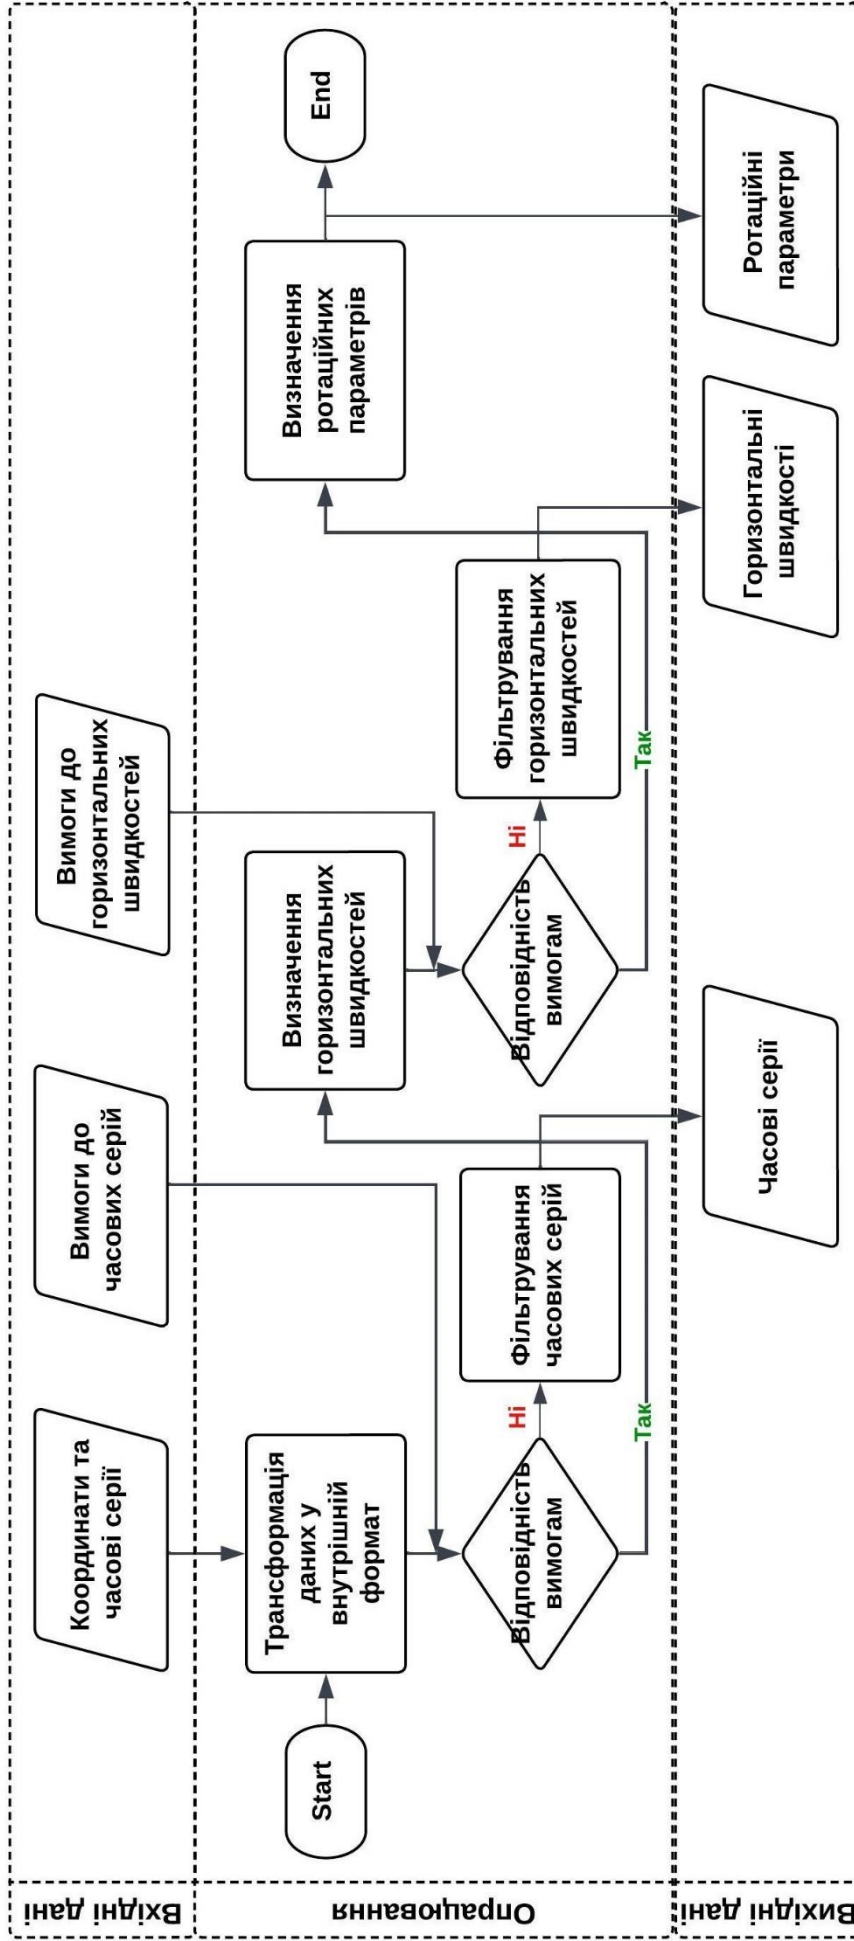 Вхідні дані
Координати та
часові серії
Вимоги до
часових серій
Вимоги до
горизонтальних
швидкостей
Опрацювання
Start
Трансформація
даних у
внутрішній
формат
Відповідність
вимогам
Ні
Так
Фільтрування
часових серій
Визначення
горизонтальних
швидкостей
Відповідність
вимогам
Ні
Так
Фільтрування
горизонтальних
швидкостей
Визначення
ротаційних
параметрів
End
Вихідні дані
Часові серії
Горизонтальні
швидкості
Ротаційні
параметри